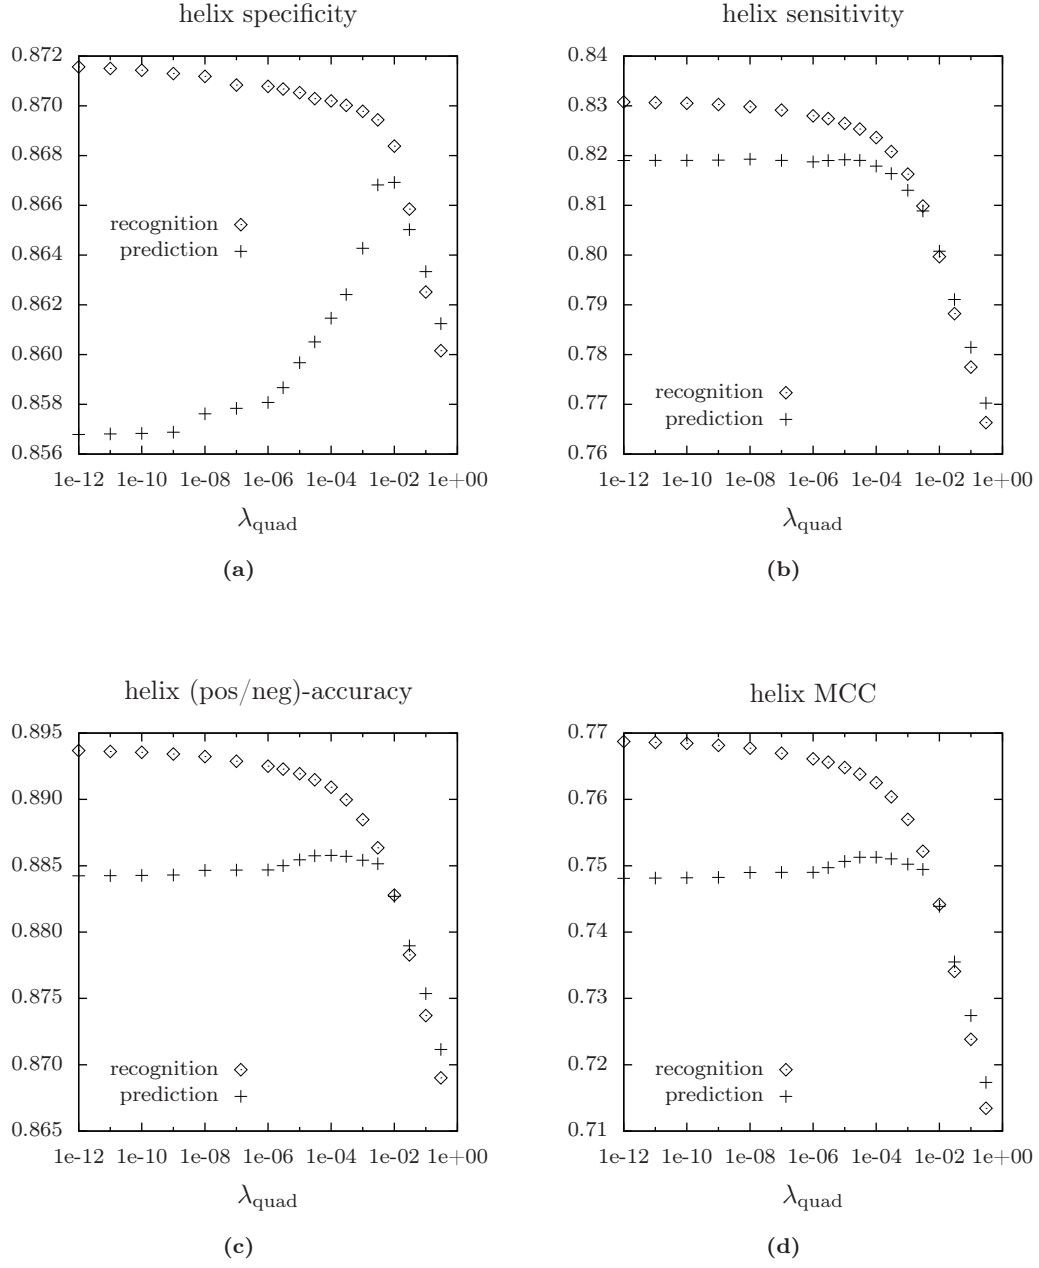 helix specificity
0.872
0.870
0.868
0.866
0.864
0.862
0.860
0.858
0.856
recognition
prediction
1e-12 1e-10 1e-08 1e-06 1e-04 1e-02 1e+00
λquad
(a)
helix sensitivity
0.84
0.83
0.82
0.81
0.80
0.79
0.78
0.77
0.76
recognition
prediction
1e-12 1e-10 1e-08 1e-06 1e-04 1e-02 1e+00
λquad
(b)
helix (pos/neg)-accuracy
0.895
0.890
0.885
0.880
0.875
0.870
0.865
recognition
prediction
1e-12 1e-10 1e-08 1e-06 1e-04 1e-02 1e+00
λquad
(c)
helix MCC
0.77
0.76
0.75
0.74
0.73
0.72
0.71
recognition
prediction
1e-12 1e-10 1e-08 1e-06 1e-04 1e-02 1e+00
λquad
(d)